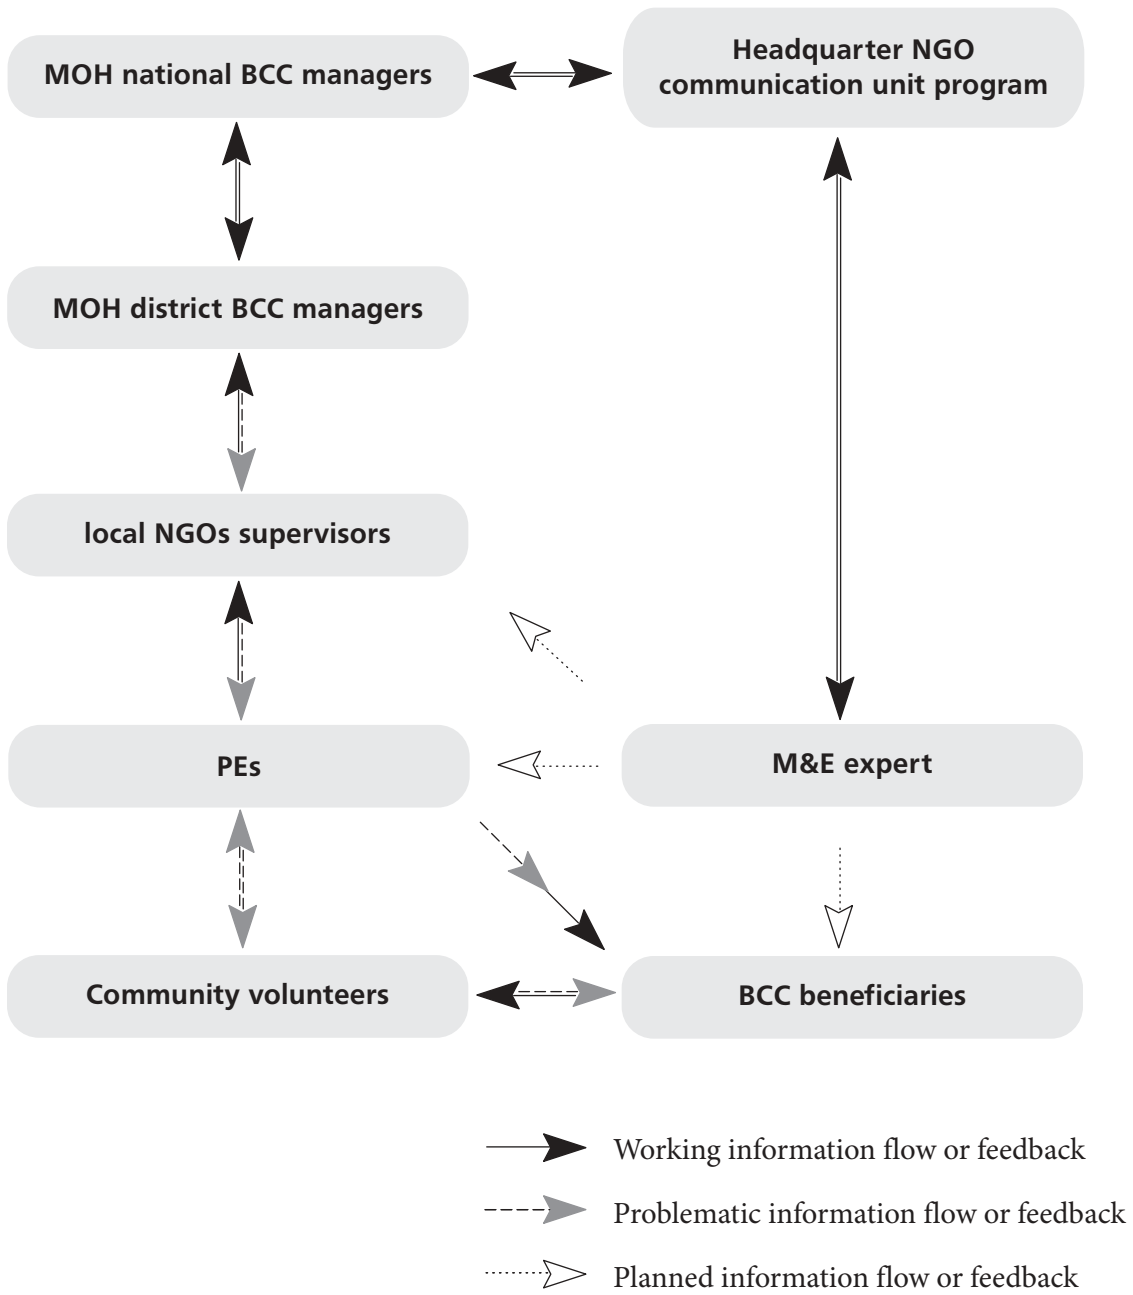 MOH national BCC managers
Headquarter NGO
communication unit program
MOH district BCC managers
local NGOs supervisors
PEs
M&E expert
Community volunteers
BCC beneficiaries
Working information flow or feedback
Problematic information flow or feedback
Planned information flow or feedback